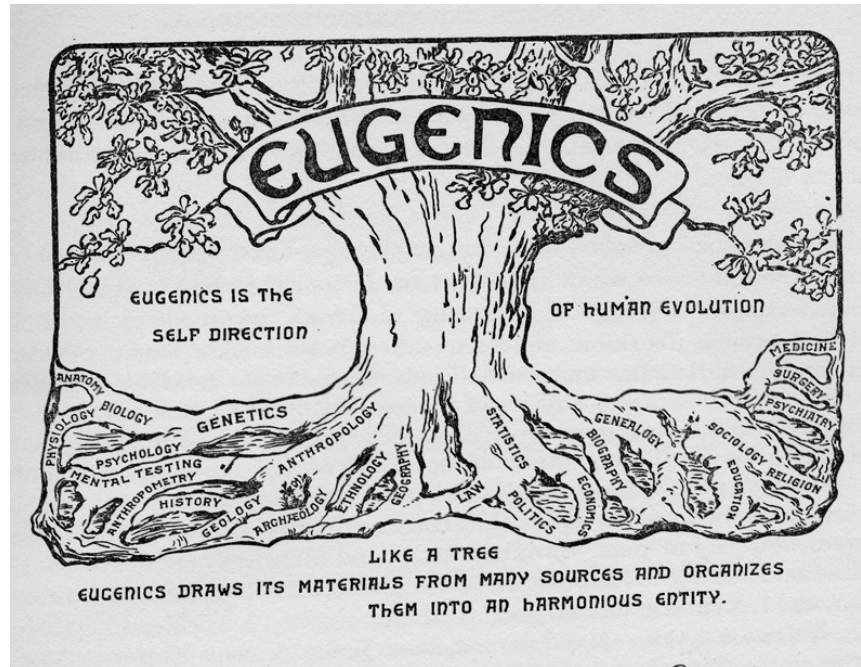 EUGENICS
EUGENICS IS THE
SELF DIRECTION
OF HUMAN EVOLUTION
ANATOMY
PHYSIOLOGY
BIOLOGY
GENETICS
PSYCHOLOGY
MENTAL TESTING
ANTHROPOMETRY
HISTORY
GEOLOGY
ANTHROPOLOGY
ARCHÆOLOGY
ETHNOLOGY
GEOGRAPHY
LAW
STATISTICS
POLITICS
ECONOMICS
BIOGRAPHY
GENEALOGY
EDUCATION
SOCIOLOGY
RELIGION
PSYCHIATRY
SURGERY
MEDICINE
LIKE A TREE
EUGENICS DRAWS ITS MATERIALS FROM MANY SOURCES AND ORGANIZES
THEM INTO AN HARMONIOUS ENTITY.